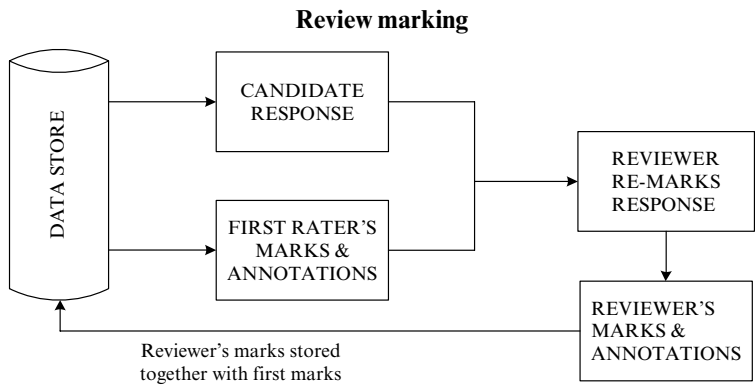 Review marking
DATA STORE
CANDIDATE
RESPONSE
FIRST RATER’S
MARKS &
ANNOTATIONS
REVIEWER
RE-MARKS
RESPONSE
REVIEWER’S
MARKS &
ANNOTATIONS
Reviewer’s marks stored
together with first marks